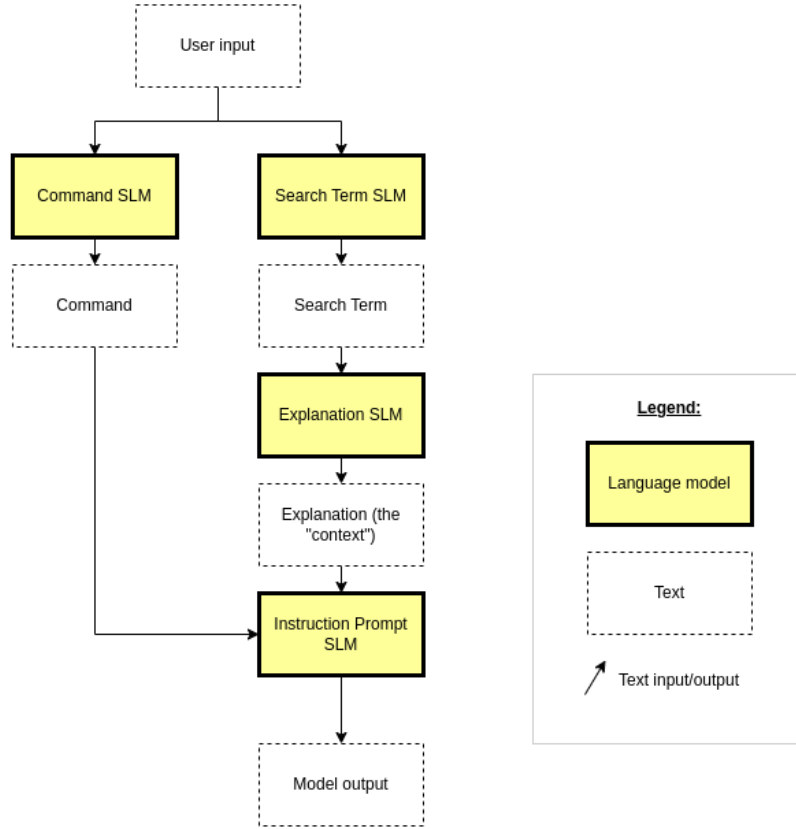 User input
Command SLM
Search Term SLM
Command
Search Term
Explanation SLM
Explanation (the
"context")
Instruction Prompt
SLM
Model output
Legend:
Language model
Text
Text input/output